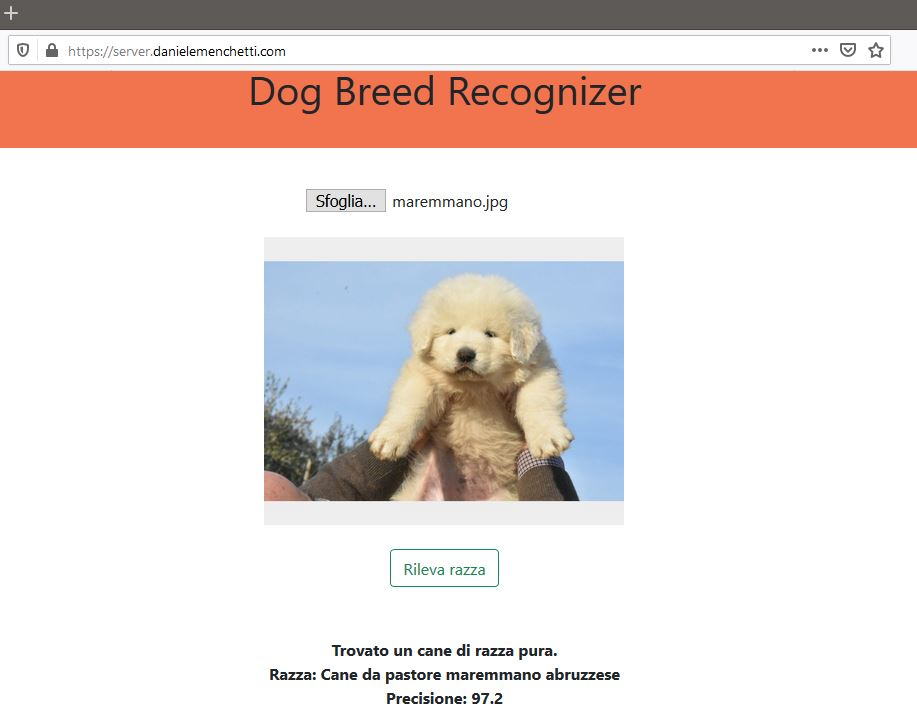 https://server.danielemenchetti.com
Dog Breed Recognizer
Sfoglia... maremmano.jpg
Rileva razza
Trovato un cane di razza pura.
Razza: Cane da pastore maremmano abruzzese
Precisione: 97.2